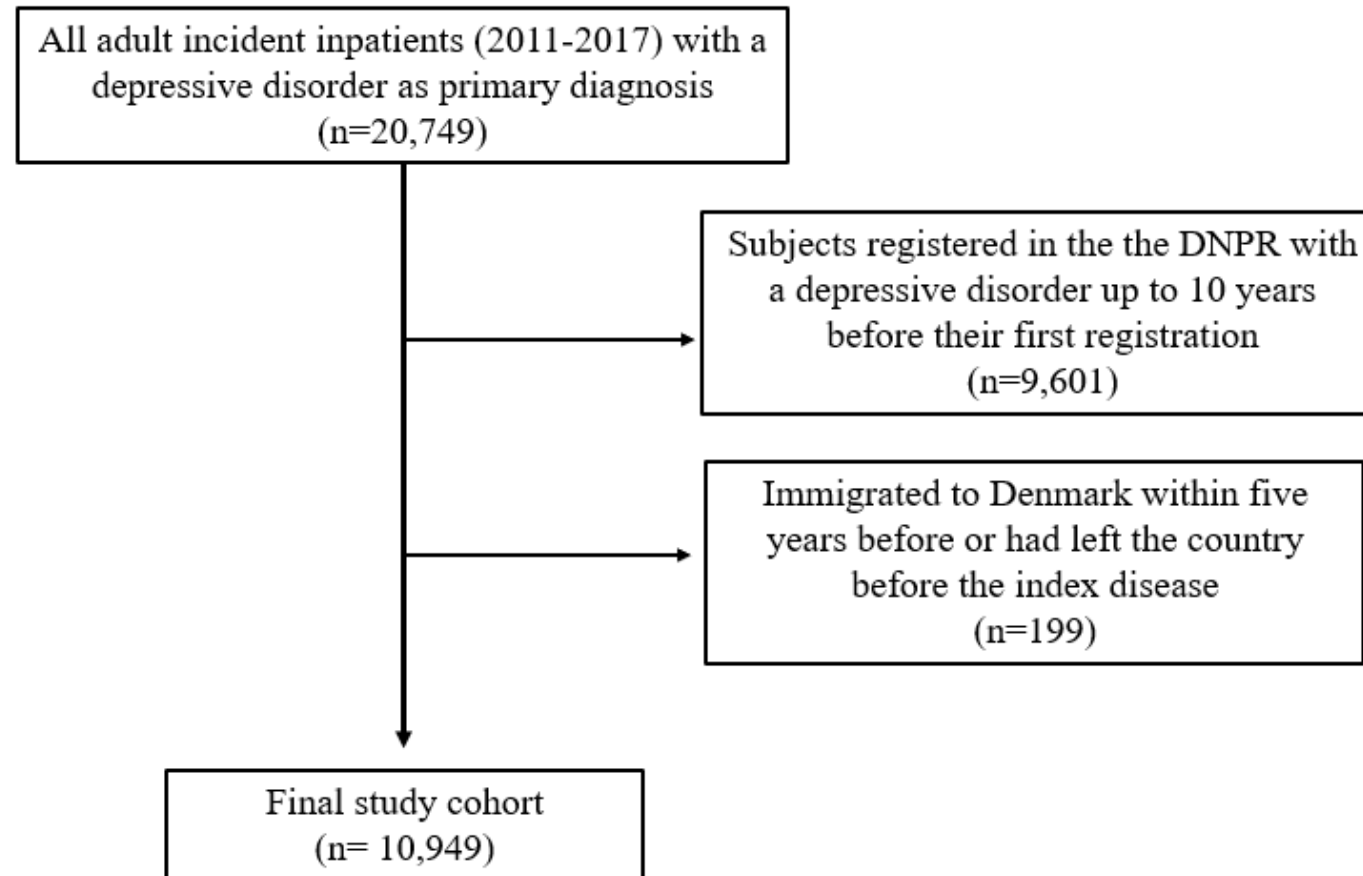 All adult incident inpatients (2011-2017) with a
depressive disorder as primary diagnosis
(n=20,749)
Subjects registered in the the DNPR with
a depressive disorder up to 10 years
before their first registration
(n=9,601)
Immigrated to Denmark within five
years before or had left the country
before the index disease
(n=199)
Final study cohort
(n= 10,949)